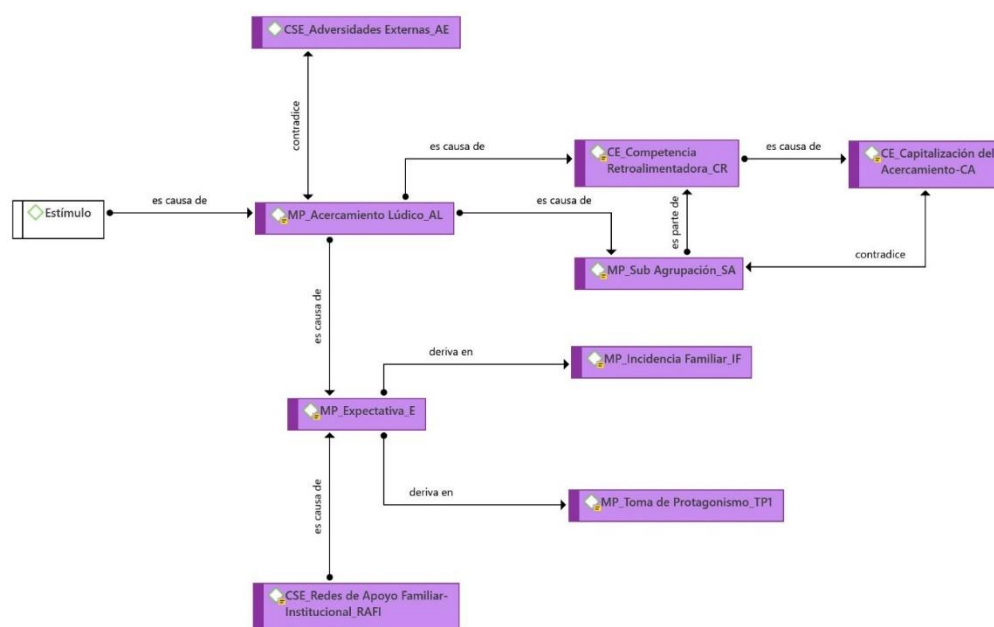 CSE_Adversidades Externas_AE
contradice
es causa de
CE_Competencia
Retroalimentadora_CR
es causa de
CE_Capitalización del
Acercamiento-CA
Estímulo
es causa de
MP_Acercamiento Lúdico_AL
es causa de
es parte de
MP_Sub Agrupación_SA
contradice
es causa de
deriva en
MP_Incidencia Familiar_IF
MP_Expectativa_E
deriva en
MP_Toma de Protagonismo_TP1
es causa de
CSE_Redes de Apoyo Familiar-
Institucional_RAFI